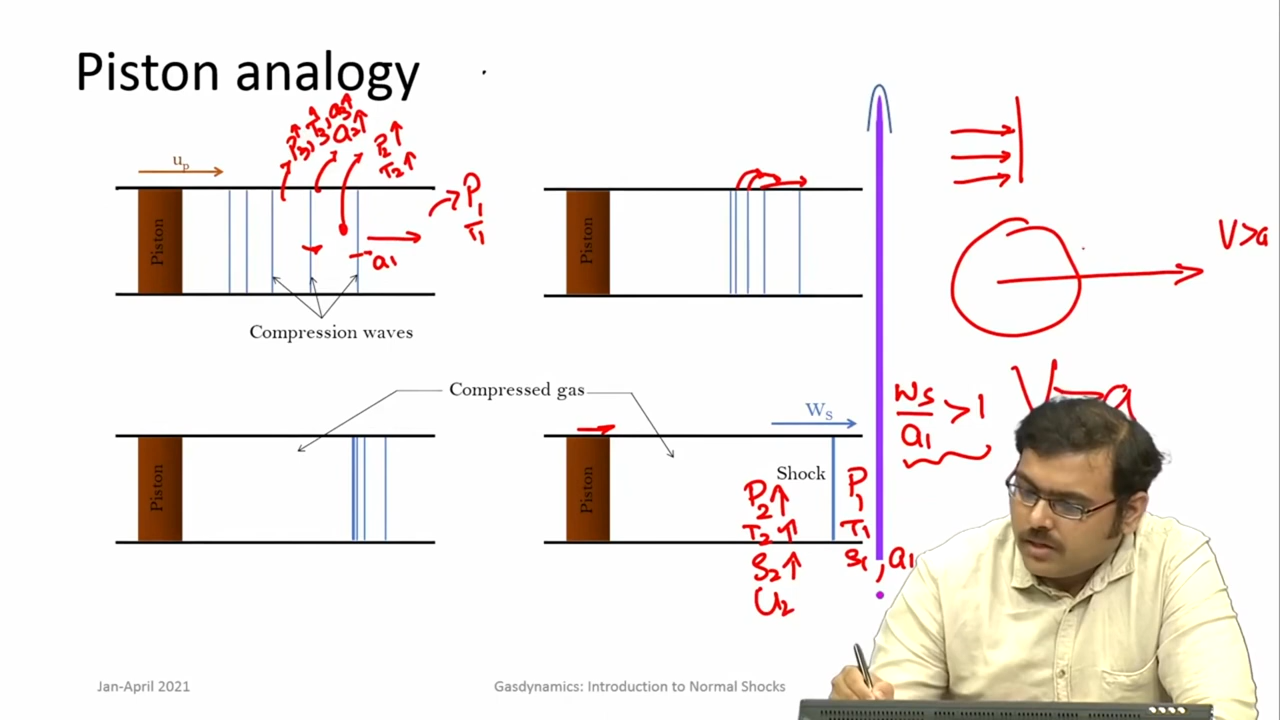 Piston analogy
u_p
P3↑, T3↑, a3↑
a2↑
P2↑
T2↑
P1
T1
a1
Piston
Piston
Compression waves
V>a
Compressed gas
W_S
W_S/a1 > 1
V>a
Piston
Piston
Shock
P2↑
T2↑
S2↑
U2
P1
T1
S1, a1
Jan-April 2021
Gasdynamics: Introduction to Normal Shocks